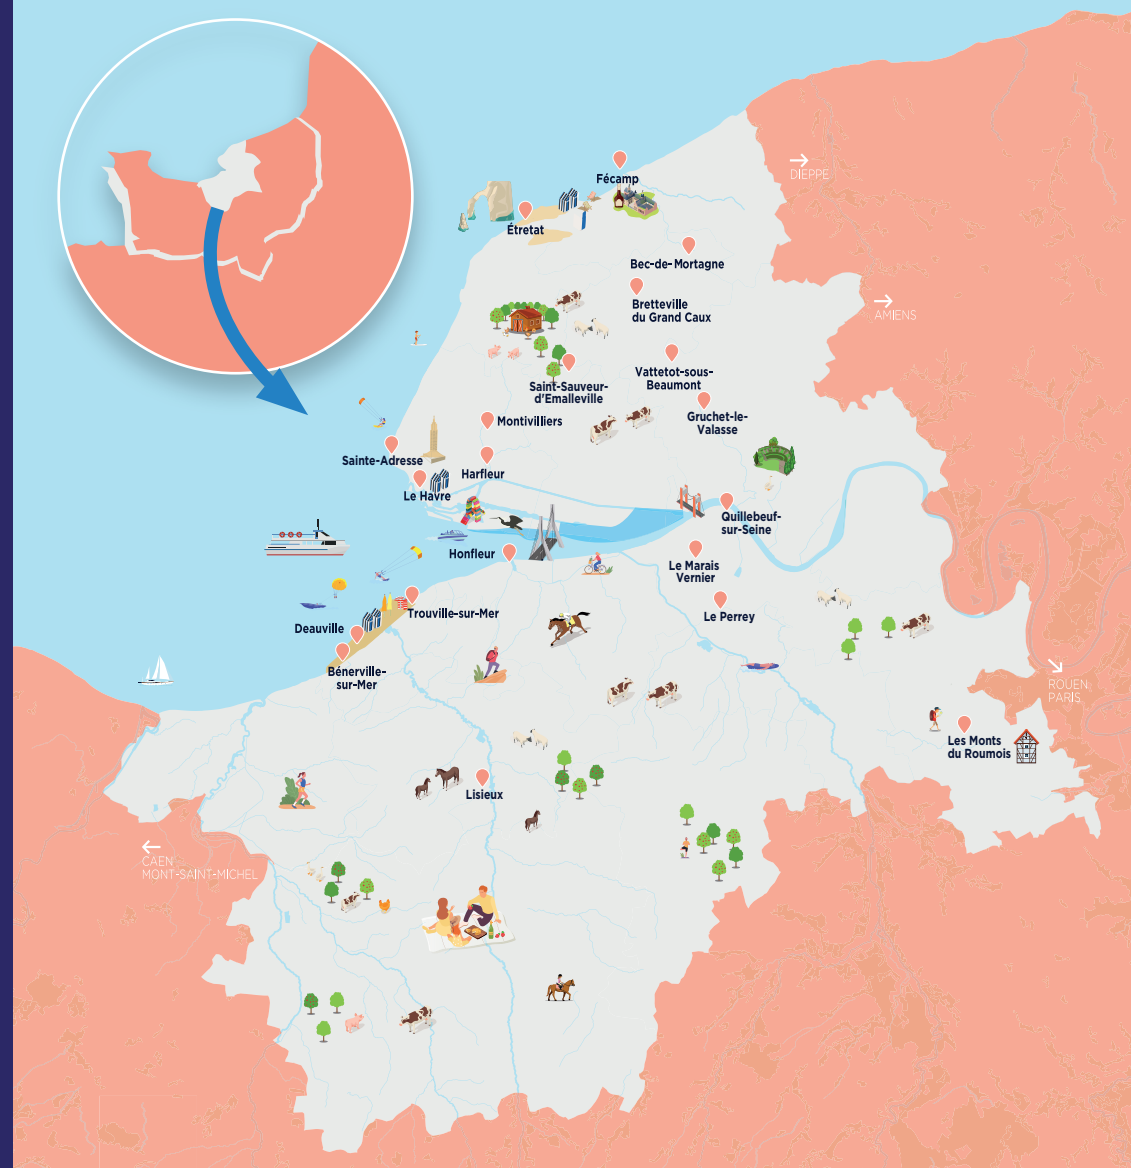 DIEPPE
Fécamp
Étretat
Bec-de-Mortagne
Bretteville
du Grand Caux
AMIENS
Vattetot-sous-
Beaumont
Saint-Sauveur-
d'Emalleville
Gruchet-le-
Valasse
Montivilliers
Sainte-Adresse
Harfleur
Le Havre
Quillebeuf-
sur-Seine
Honfleur
Le Marais
Vernier
Le Perrey
Trouville-sur-Mer
Deauville
Bénerville-
sur-Mer
ROUEN
PARIS
Les Monts
du Roumois
Lisieux
CAEN
MONT-SAINT-MICHEL